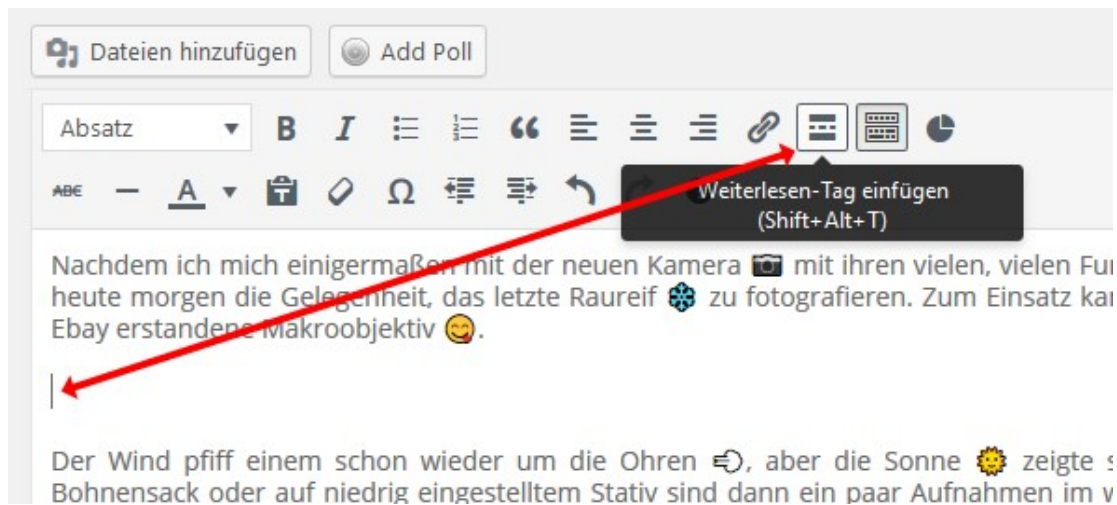 Dateien hinzufügen Add Poll
Absatz B I
ABC A Ω Weiterlesen-Tag einfügen
(Shift+Alt+T)
Nachdem ich mich einigermaßen mit der neuen Kamera 📷 mit ihren vielen, vielen
heute morgen die Gelegenheit, das letzte Raureif ❄ zu fotografieren. Zum Einsatz
Ebay erstandene Makroobjektiv 😋.
Der Wind pfiff einem schon wieder um die Ohren 💨, aber die Sonne 🌞 zeigte
Bohnensack oder auf niedrig eingestelltem Stativ sind dann ein paar Aufnahmen im